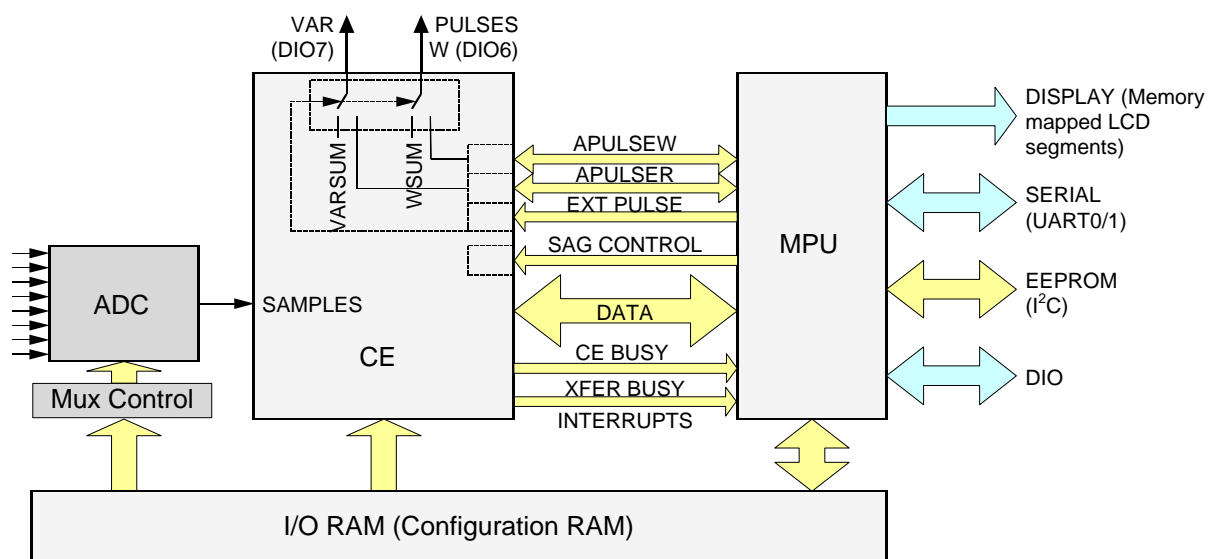 VAR
(DIO7)
PULSES
W (DIO6)
VARSUM
WSUM
APULSEW
APULSER
EXT PULSE
SAG CONTROL
DATA
CE BUSY
XFER BUSY
INTERRUPTS
SAMPLES
CE
ADC
Mux Control
MPU
DISPLAY (Memory
mapped LCD
segments)
SERIAL
(UART0/1)
EEPROM
(I²C)
DIO
I/O RAM (Configuration RAM)